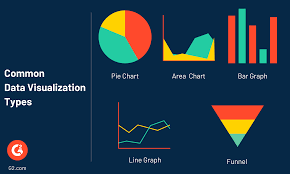 Common
Data Visualization
Types
Pie Chart
Area Chart
Bar Graph
Line Graph
Funnel
G2
G2.com